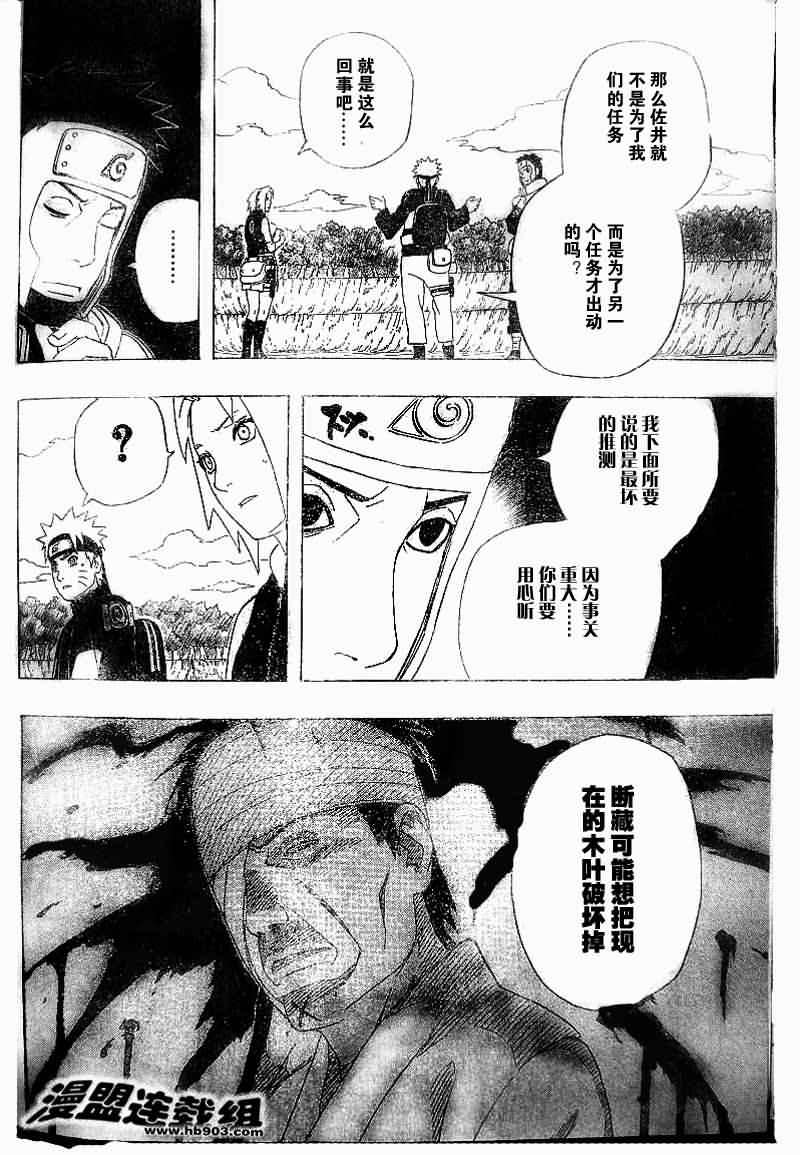 那么佐井就
不是为了我
们的任务
而是为了另一
个任务才出动
的吗?
就是这么
回事吧……
……
我下面所要
说的是最坏
的推测
因为事关
重大……
你们要
用心听
?
断藏可能想把现
在的木叶破坏掉
漫盟连载组
www.hb903.com